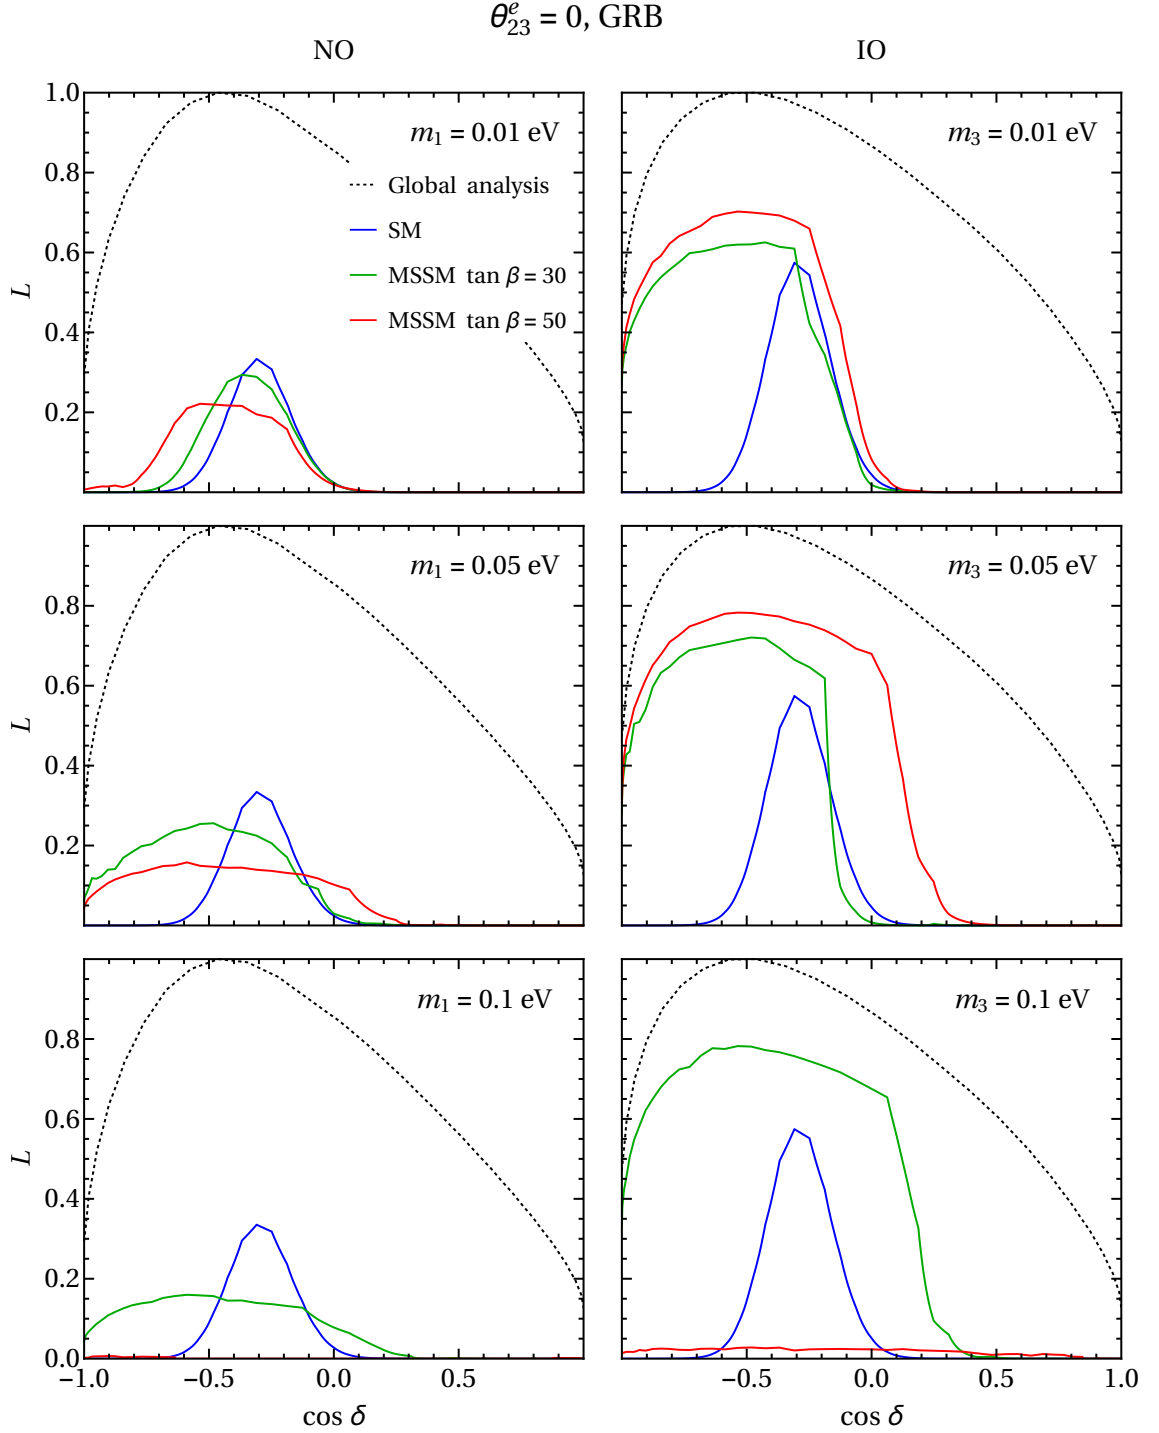 θᵉ₂₃ = 0, GRB
NO
IO
1.0
m₁ = 0.01 eV
m₃ = 0.01 eV
0.8
Global analysis
SM
0.6
MSSM tan β = 30
L
MSSM tan β = 50
0.4
0.2
m₁ = 0.05 eV
m₃ = 0.05 eV
0.8
0.6
L
0.4
0.2
m₁ = 0.1 eV
m₃ = 0.1 eV
0.8
0.6
L
0.4
0.2
0.0
−1.0 −0.5 0.0 0.5
−0.5 0.0 0.5 1.0
cos δ
cos δ